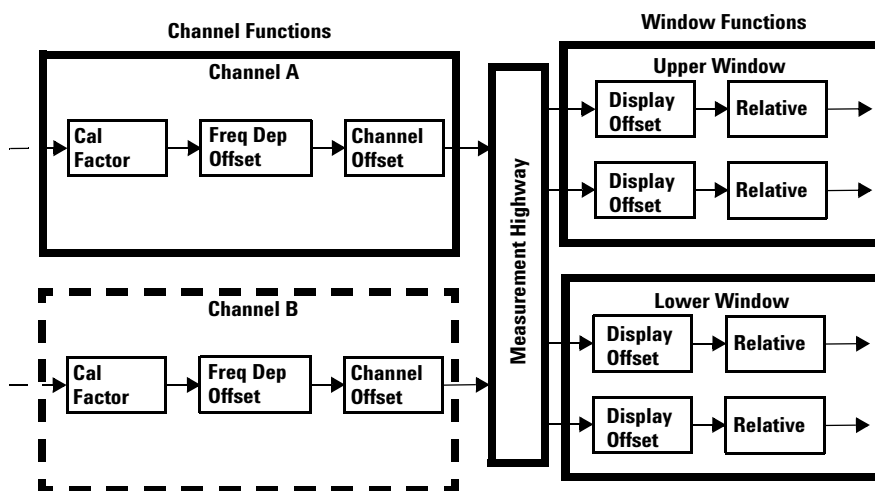 Channel Functions
Window Functions
Channel A
Cal
Factor
Freq Dep
Offset
Channel
Offset
Channel B
Cal
Factor
Freq Dep
Offset
Channel
Offset
Measurement Highway
Upper Window
Display
Offset
Relative
Display
Offset
Relative
Lower Window
Display
Offset
Relative
Display
Offset
Relative